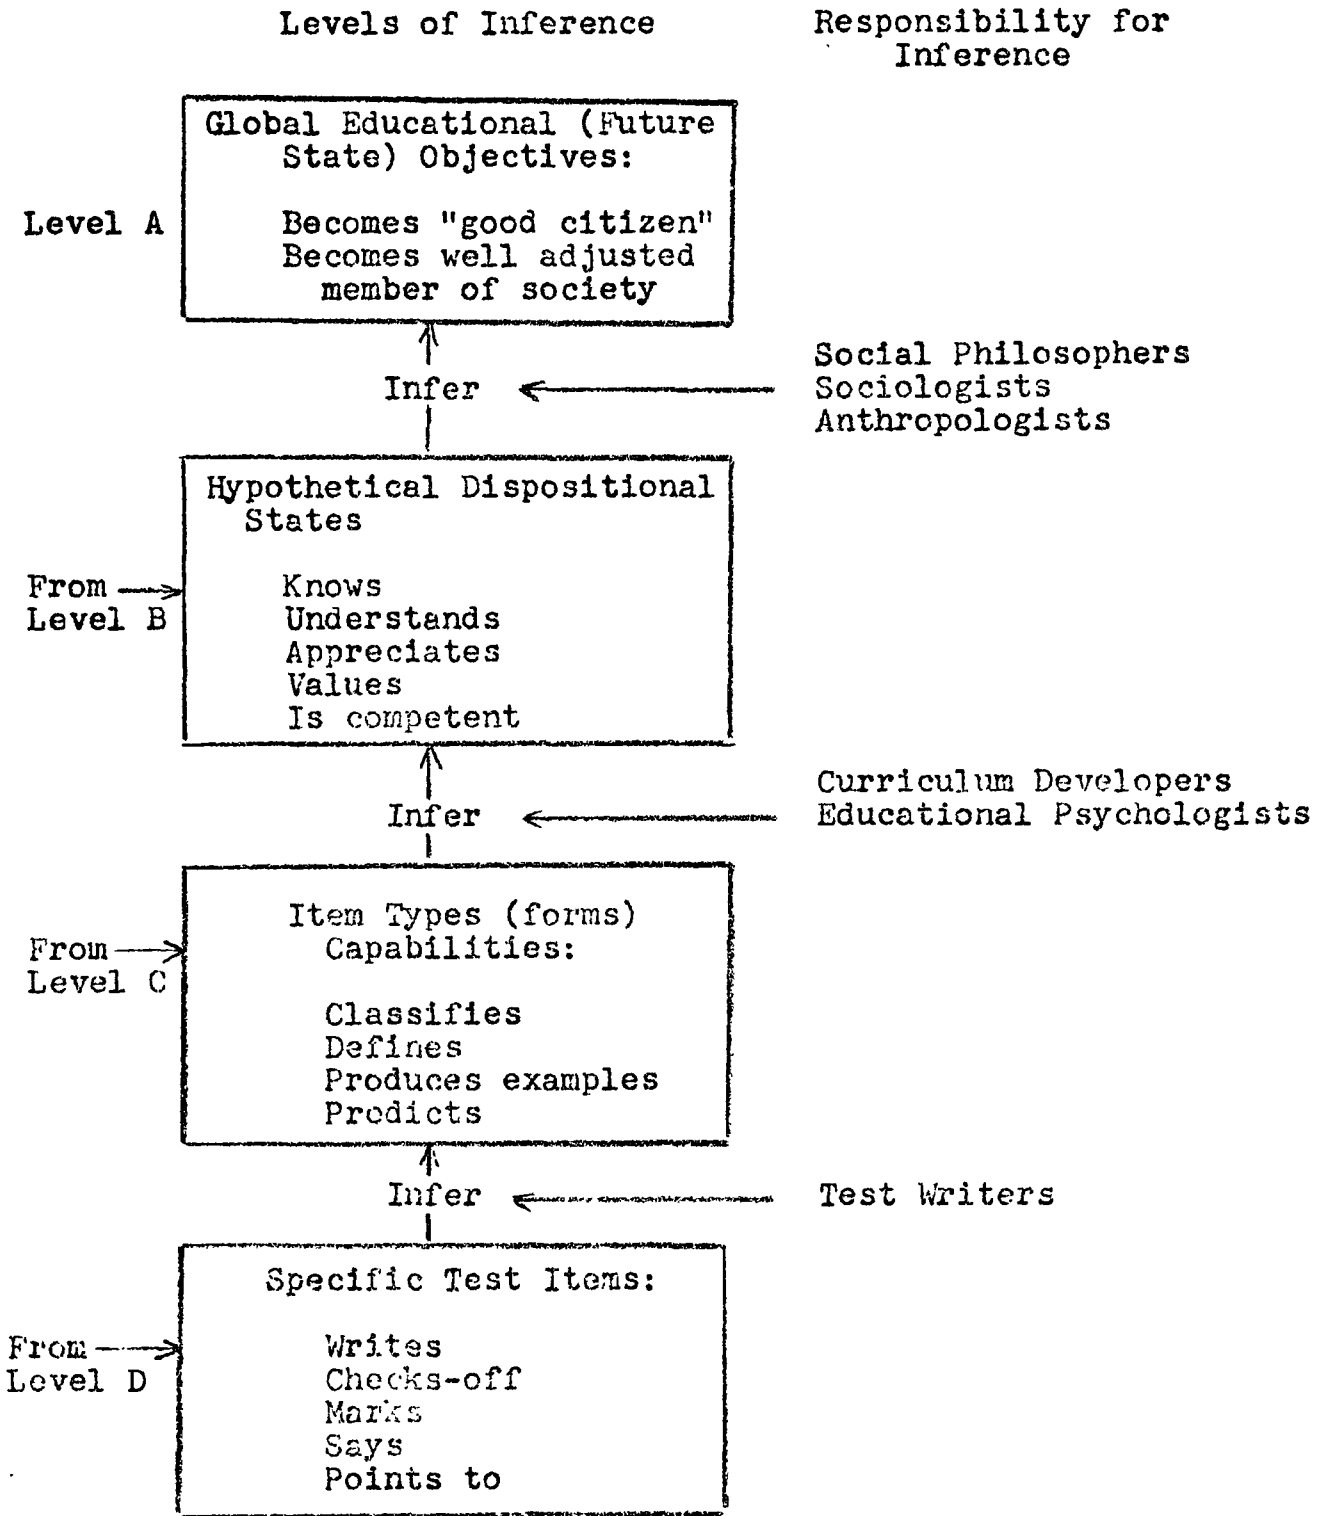 Levels of Inference
Responsibility for
Inference
Global Educational (Future
State) Objectives:
Level A
Becomes "good citizen"
Becomes well adjusted
member of society
Infer
Social Philosophers
Sociologists
Anthropologists
Hypothetical Dispositional
States
From
Level B
Knows
Understands
Appreciates
Values
Is competent
Infer
Curriculum Developers
Educational Psychologists
Item Types (forms)
Capabilities:
From
Level C
Classifies
Defines
Produces examples
Predicts
Infer
Test Writers
Specific Test Items:
From
Level D
Writes
Checks-off
Marks
Says
Points to